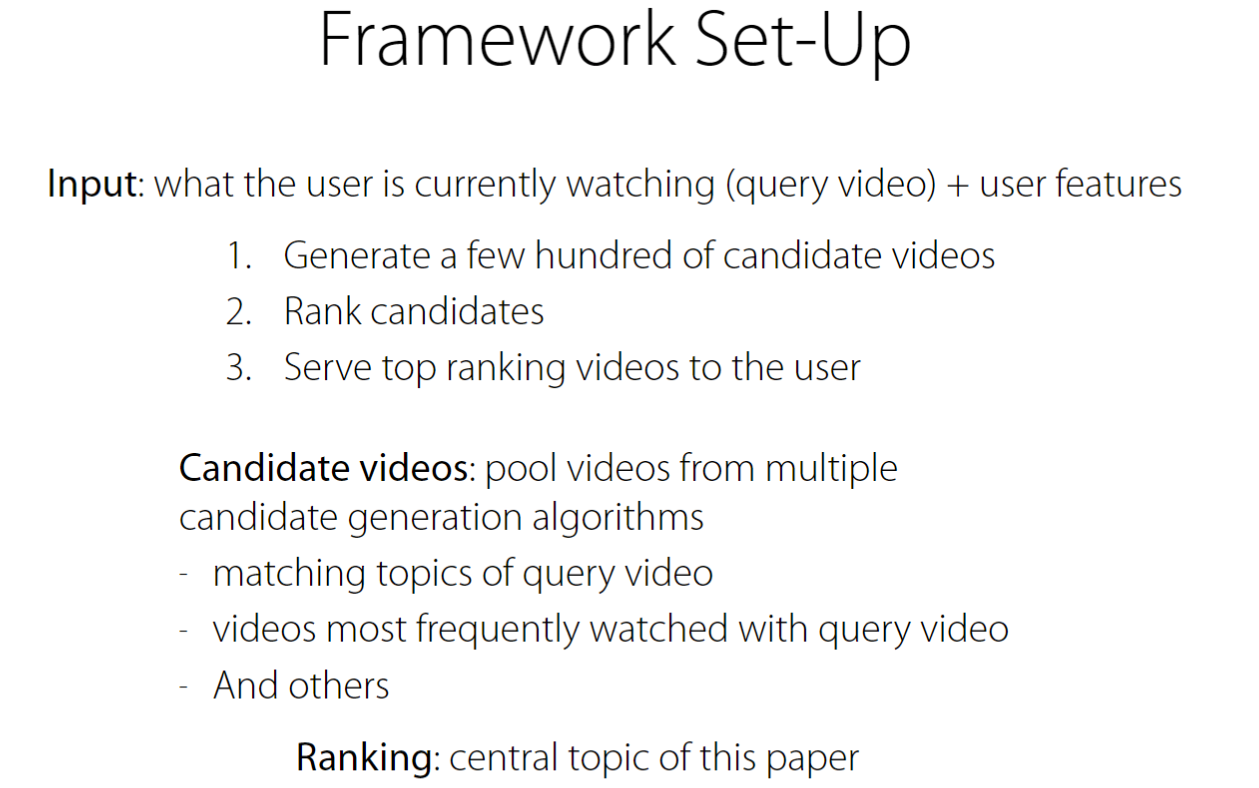 Framework Set-Up
Input: what the user is currently watching (query video) + user features
1. Generate a few hundred of candidate videos
2. Rank candidates
3. Serve top ranking videos to the user
Candidate videos: pool videos from multiple
candidate generation algorithms
- matching topics of query video
- videos most frequently watched with query video
- And others
Ranking: central topic of this paper